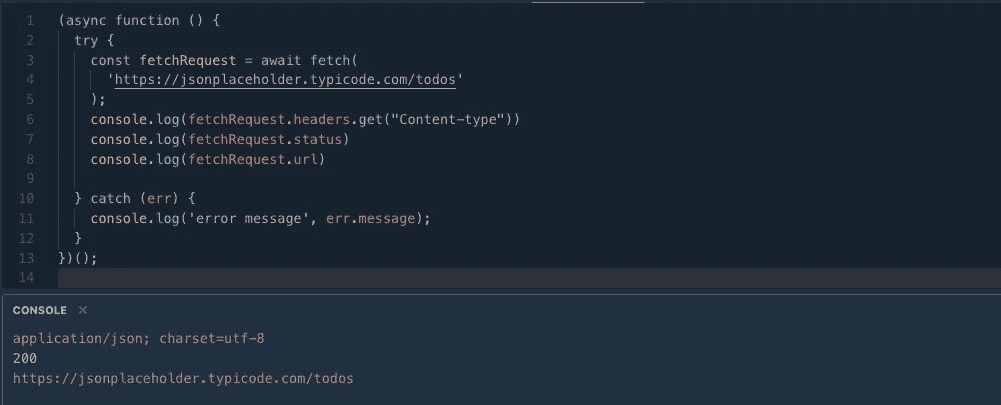 1 (async function () {
2 try {
3 const fetchRequest = await fetch(
4 'https://jsonplaceholder.typicode.com/todos'
5 );
6 console.log(fetchRequest.headers.get("Content-type"))
7 console.log(fetchRequest.status)
8 console.log(fetchRequest.url)
9
10 } catch (err) {
11 console.log('error message', err.message);
12 }
13 })();
14
CONSOLE ×
application/json; charset=utf-8
200
https://jsonplaceholder.typicode.com/todos